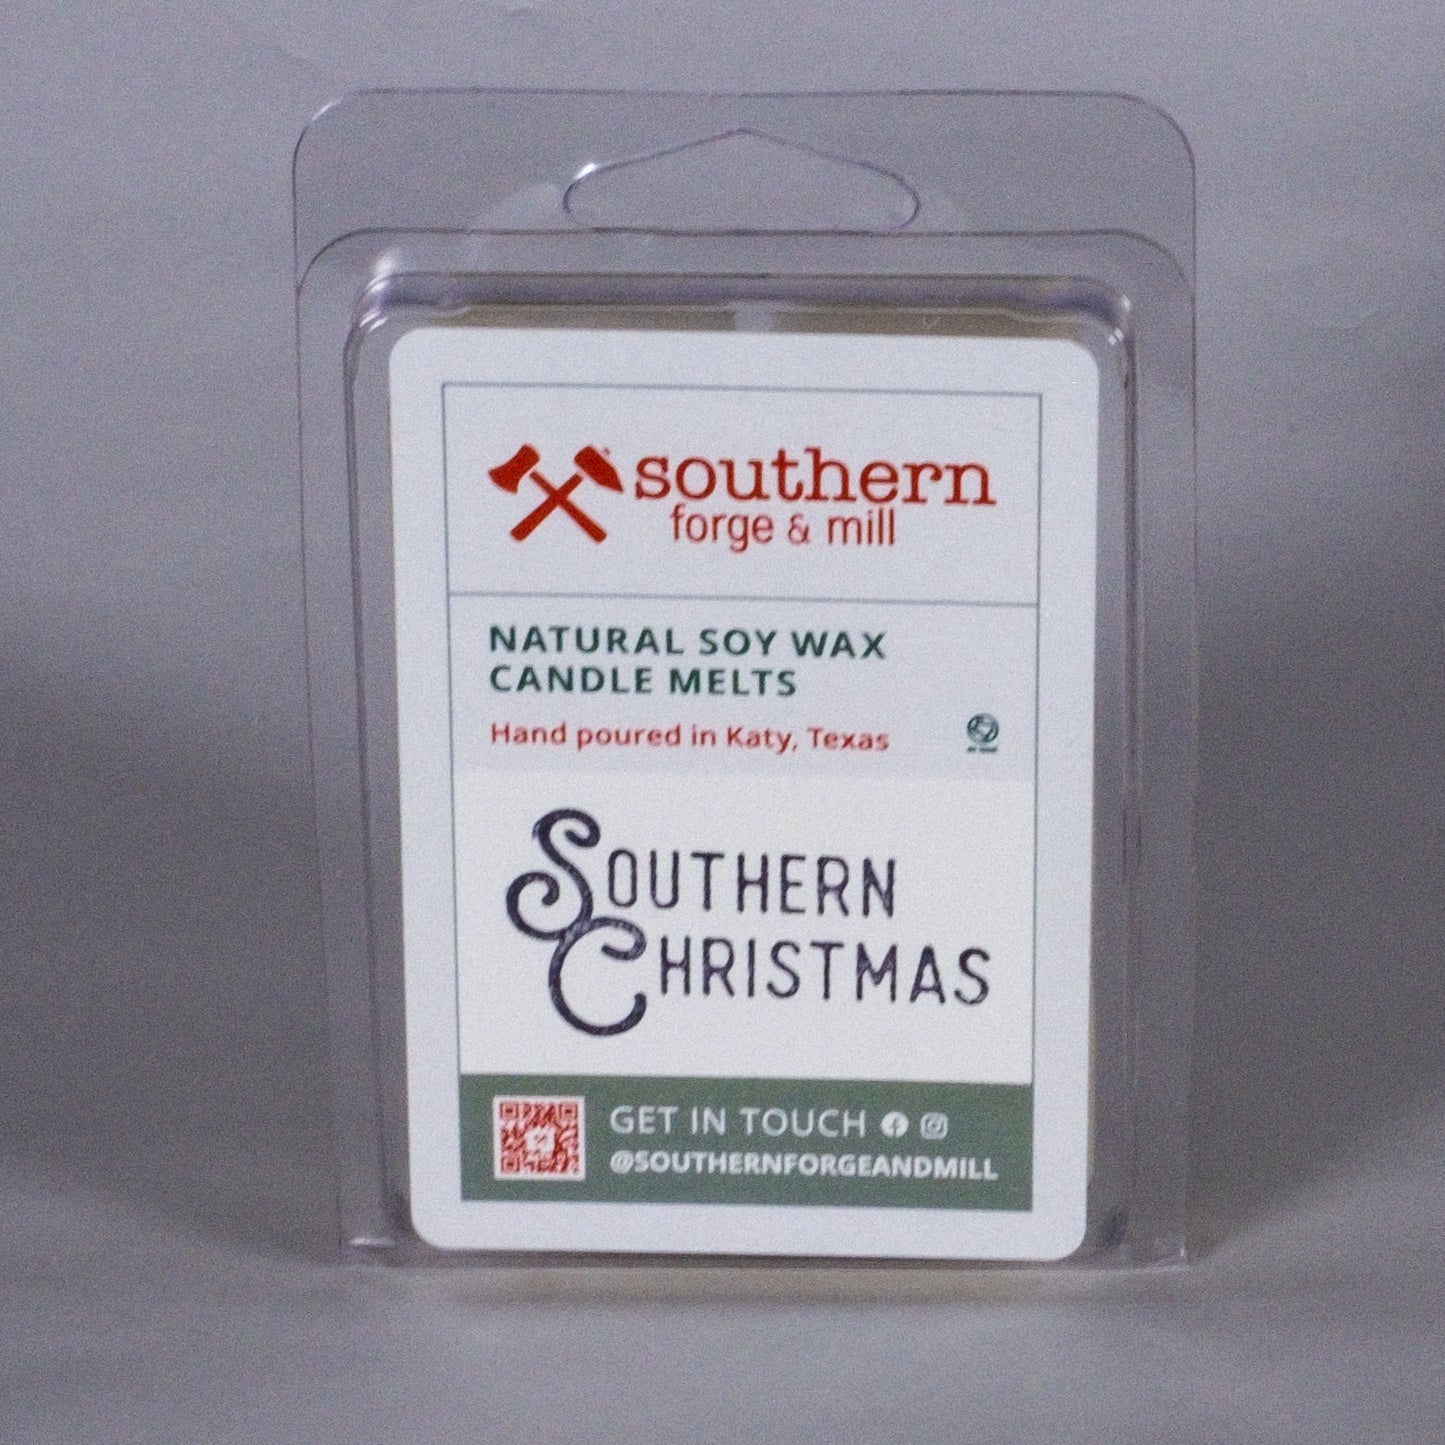 southern
forge & mill
NATURAL SOY WAX
CANDLE MELTS
Hand poured in Katy, Texas
SOUTHERN
CHRISTMAS
GET IN TOUCH
@SOUTHERNFORGEANDMILL